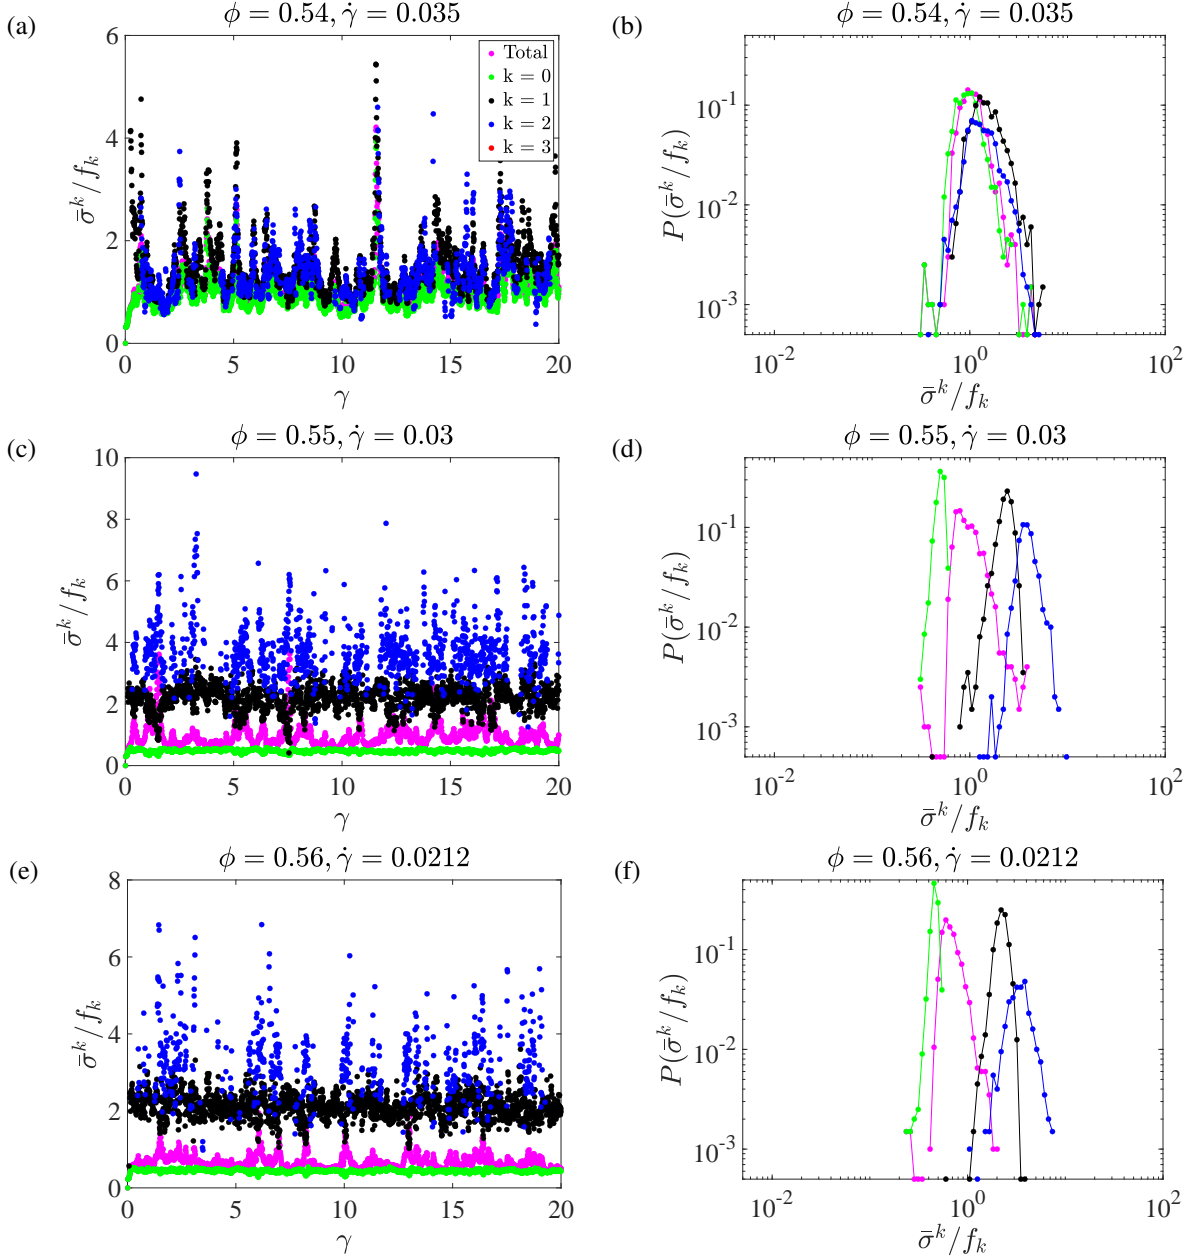 (a)
ϕ = 0.54, γ̇ = 0.035
6
4
2
0
σ̄^k/f_k
Total
k = 0
k = 1
k = 2
k = 3
0 5 10 15 20
γ
(b)
ϕ = 0.54, γ̇ = 0.035
10^-1
10^-2
10^-3
P(σ̄^k/f_k)
10^-2 10^0 10^2
σ̄^k/f_k
(c)
ϕ = 0.55, γ̇ = 0.03
10
8
6
4
2
0
σ̄^k/f_k
0 5 10 15 20
γ
(d)
ϕ = 0.55, γ̇ = 0.03
10^-1
10^-2
10^-3
P(σ̄^k/f_k)
10^-2 10^0 10^2
σ̄^k/f_k
(e)
ϕ = 0.56, γ̇ = 0.0212
8
6
4
2
0
σ̄^k/f_k
0 5 10 15 20
γ
(f)
ϕ = 0.56, γ̇ = 0.0212
10^-1
10^-2
10^-3
P(σ̄^k/f_k)
10^-2 10^0 10^2
σ̄^k/f_k